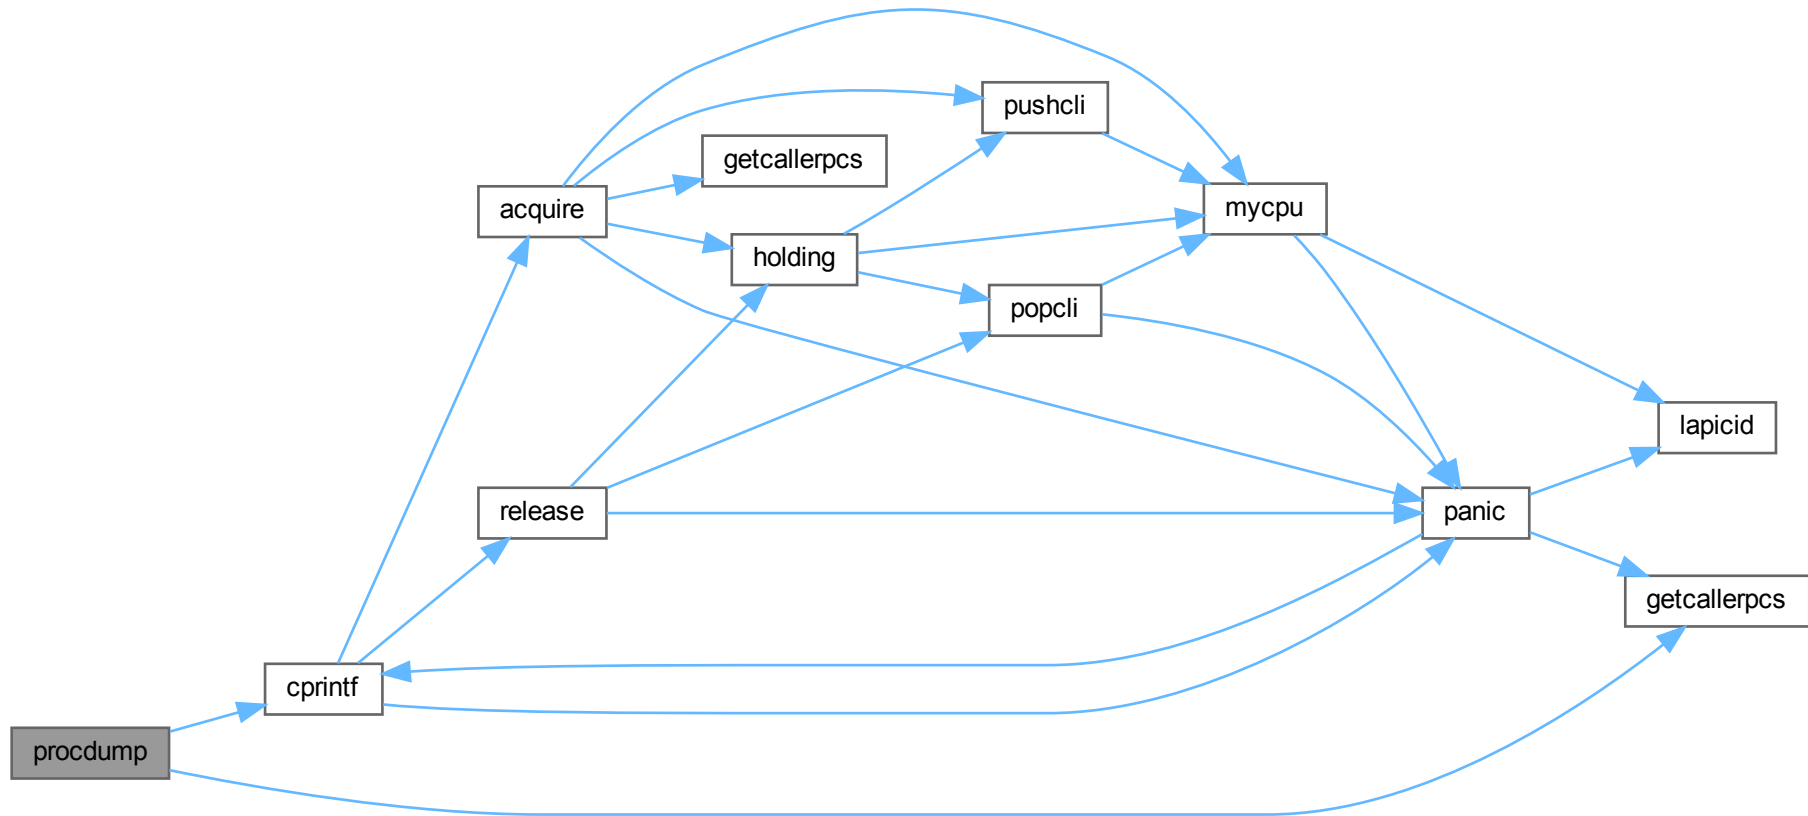 pushcli
getcallerpcs
acquire
mycpu
holding
popcli
lapicid
release
panic
getcallerpcs
cprintf
procdump